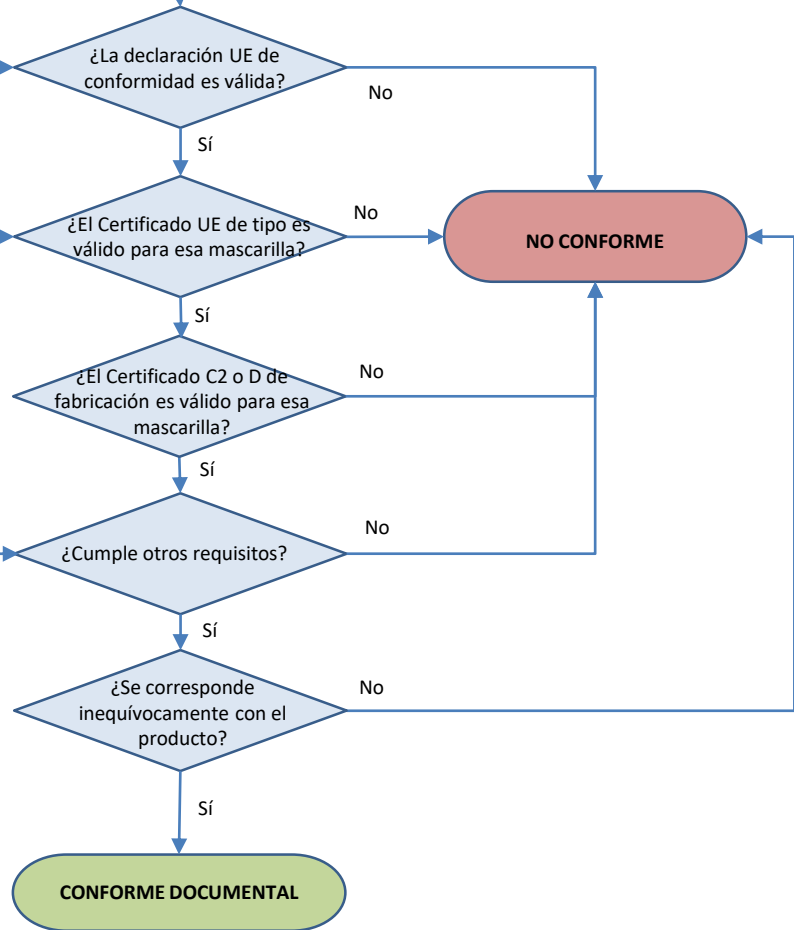 ¿La declaración UE de
conformidad es válida?
No
Sí
¿El Certificado UE de tipo es
válido para esa mascarilla?
No
NO CONFORME
Sí
¿El Certificado C2 o D de
fabricación es válido para esa
mascarilla?
No
Sí
¿Cumple otros requisitos?
No
Sí
¿Se corresponde
inequívocamente con el
producto?
No
Sí
CONFORME DOCUMENTAL